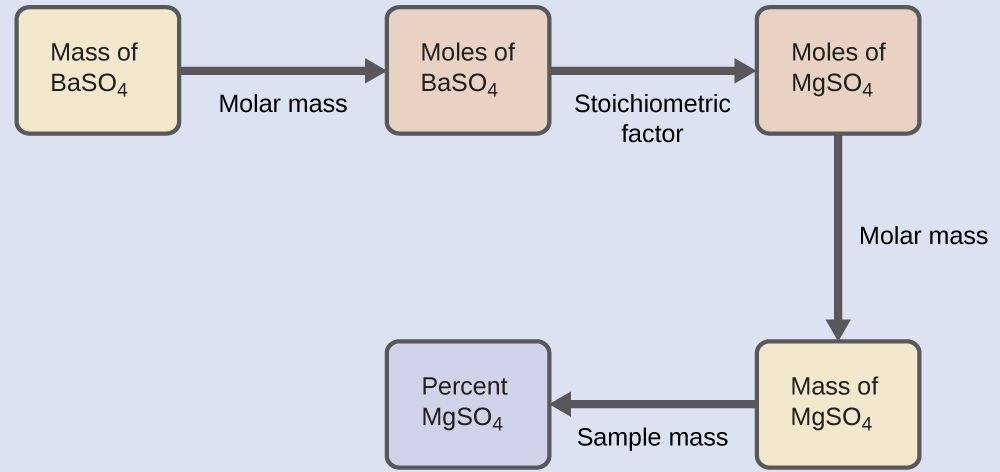 Mass of
BaSO₄
Molar mass
Moles of
BaSO₄
Stoichiometric
factor
Moles of
MgSO₄
Molar mass
Mass of
MgSO₄
Sample mass
Percent
MgSO₄